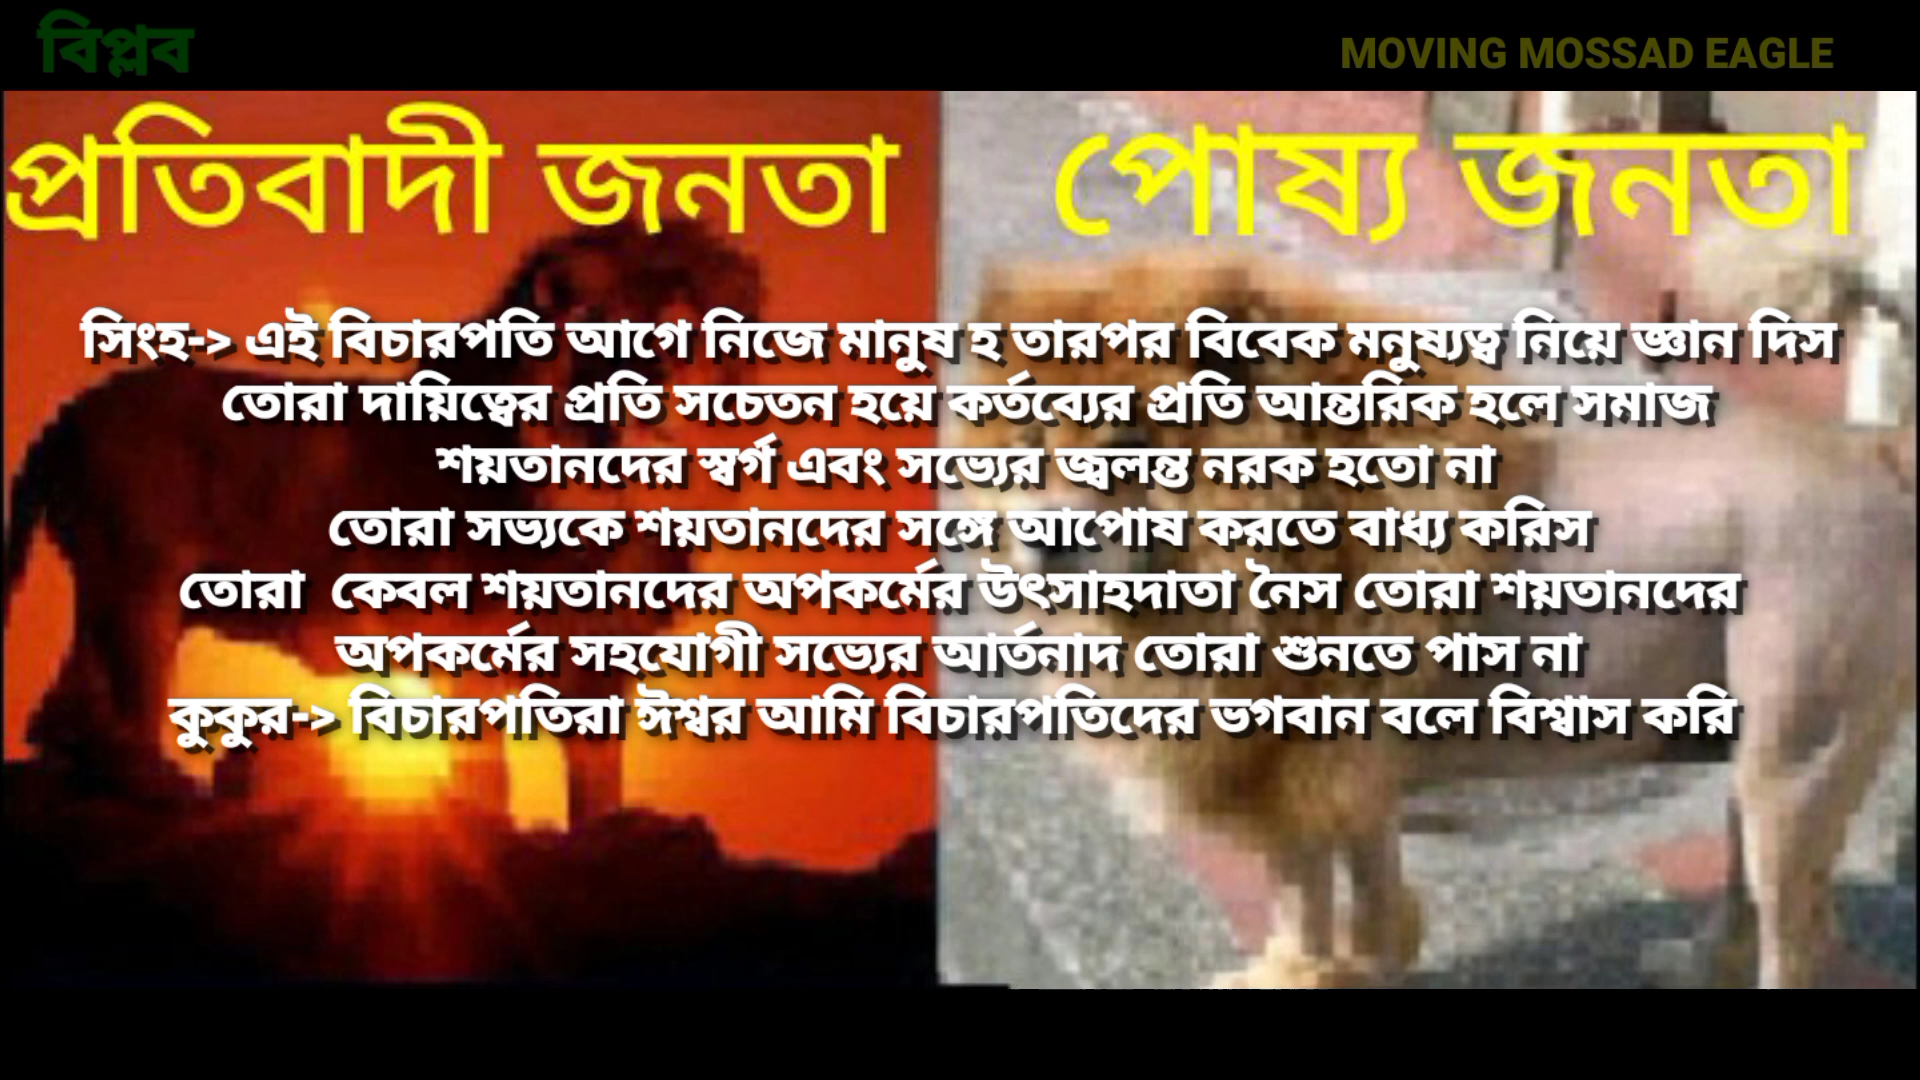 বিপ্লব
MOVING MOSSAD EAGLE
প্রতিবাদী জনতা
পোষ্য জনতা
সিংহ-> এই বিচারপতি আগে নিজে মানুষ হ তারপর বিবেক মনুষ্যত্ব নিয়ে জ্ঞান দিস
তোরা দায়িত্বের প্রতি সচেতন হয়ে কর্তব্যের প্রতি আন্তরিক হলে সমাজ
শয়তানদের স্বর্গ এবং সভ্যের জ্বলন্ত নরক হতো না
তোরা সভ্যকে শয়তানদের সঙ্গে আপোষ করতে বাধ্য করিস
তোরা কেবল শয়তানদের অপকর্মের উৎসাহদাতা নৈস তোরা শয়তানদের
অপকর্মের সহযোগী সভ্যের আর্তনাদ তোরা শুনতে পাস না
কুকুর-> বিচারপতিরা ঈশ্বর আমি বিচারপতিদের ভগবান বলে বিশ্বাস করি